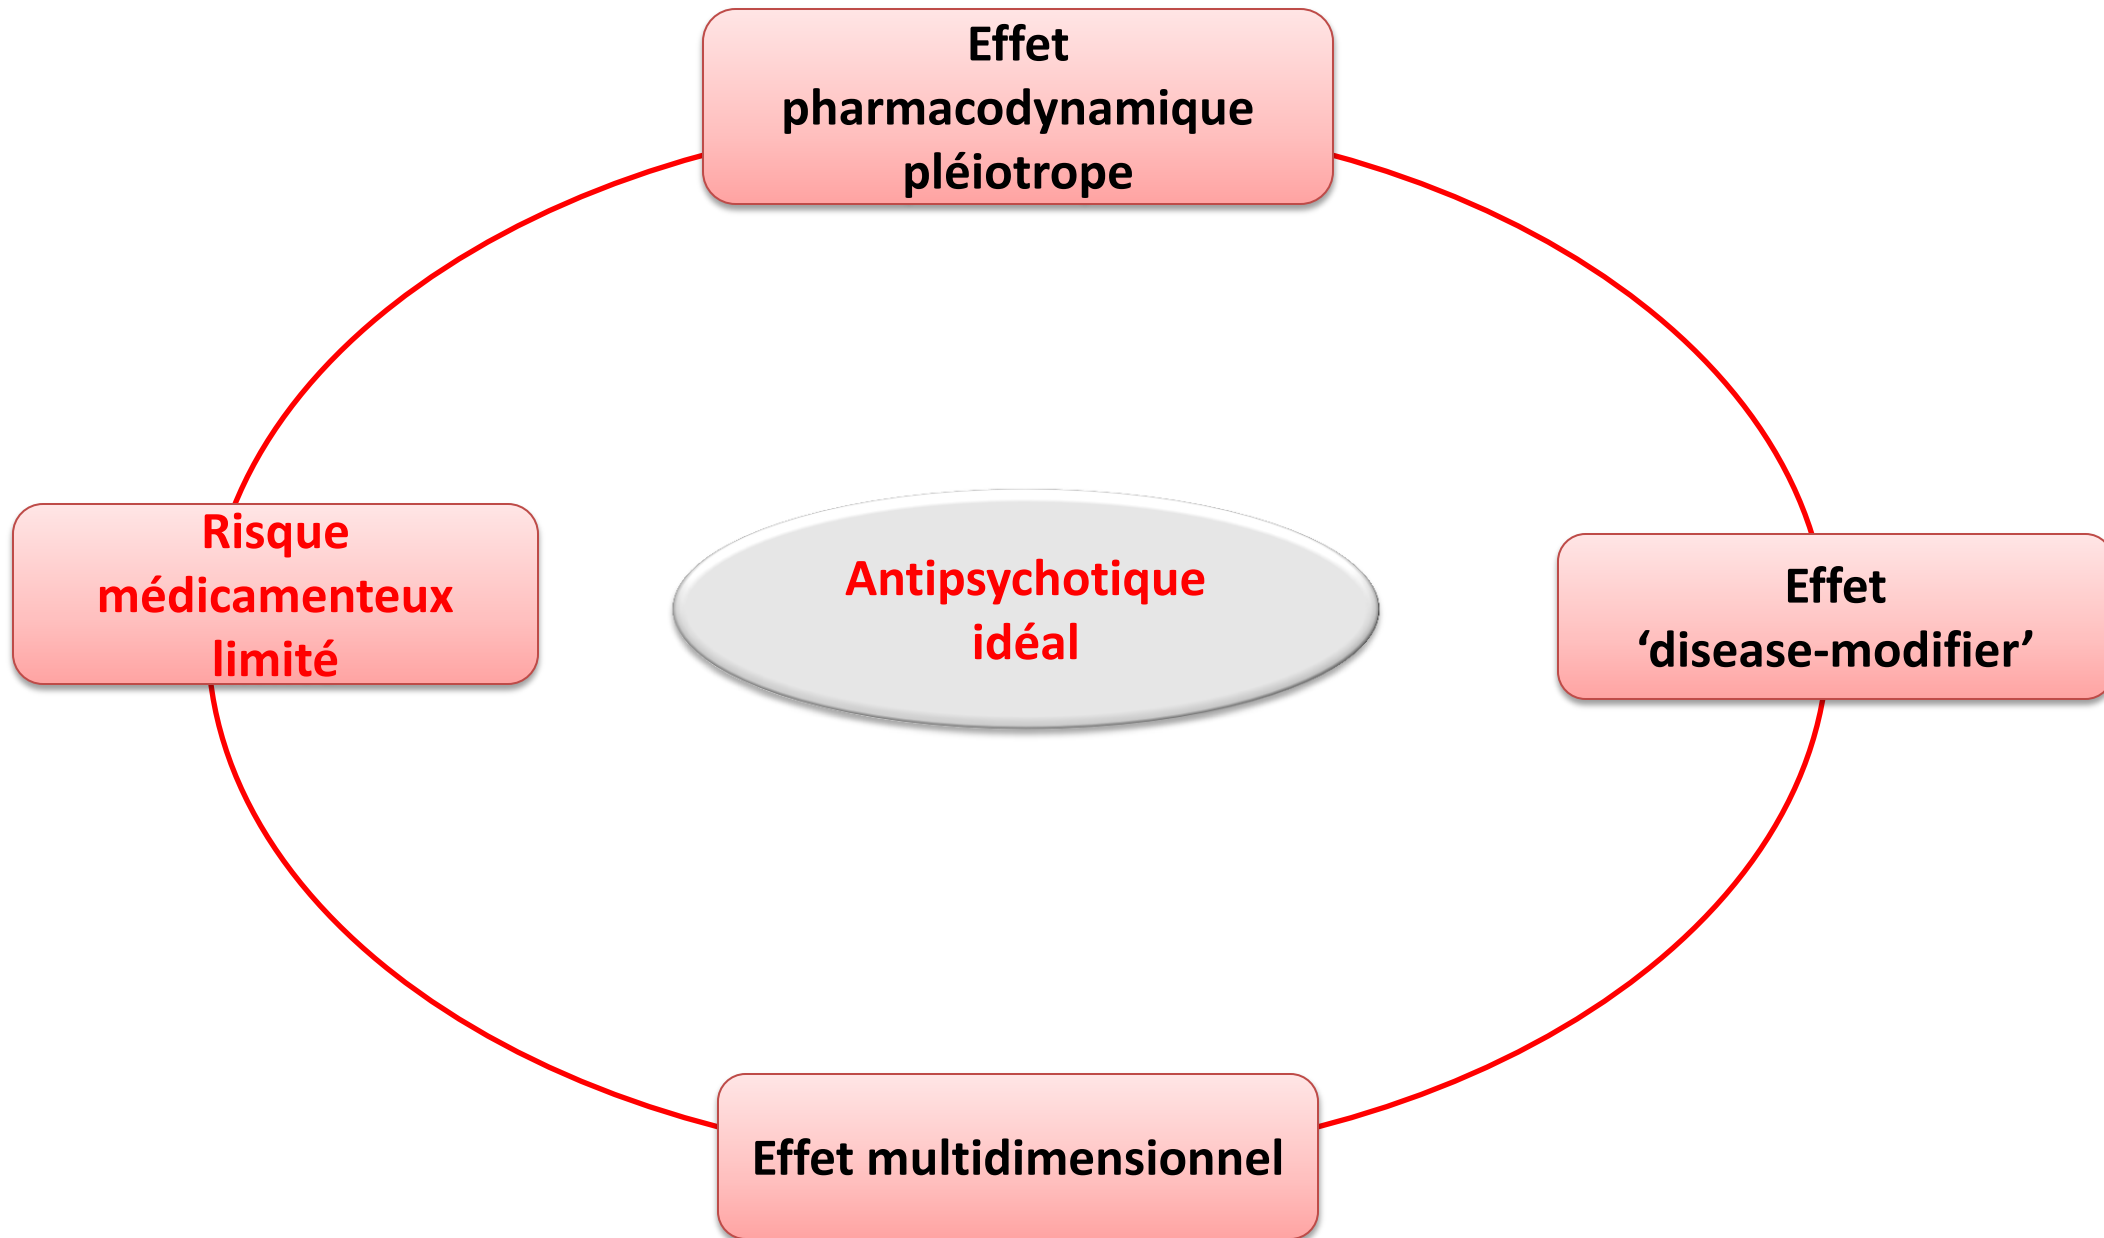 Effet
pharmacodynamique
pléiotrope
Risque
médicamenteux
limité
Antipsychotique
idéal
Effet
‘disease-modifier’
Effet multidimensionnel